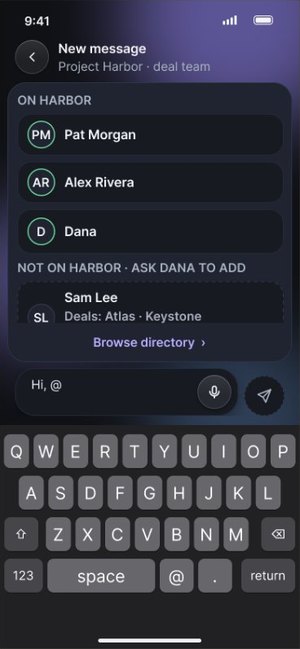 9:41
New message
Project Harbor · deal team
ON HARBOR
PM Pat Morgan
AR Alex Rivera
D Dana
NOT ON HARBOR · ASK DANA TO ADD
Sam Lee
SL Deals: Atlas · Keystone
Browse directory ›
Hi, @
Q W E R T Y U I O P
A S D F G H J K L
Z X C V B N M
123 space @ . return